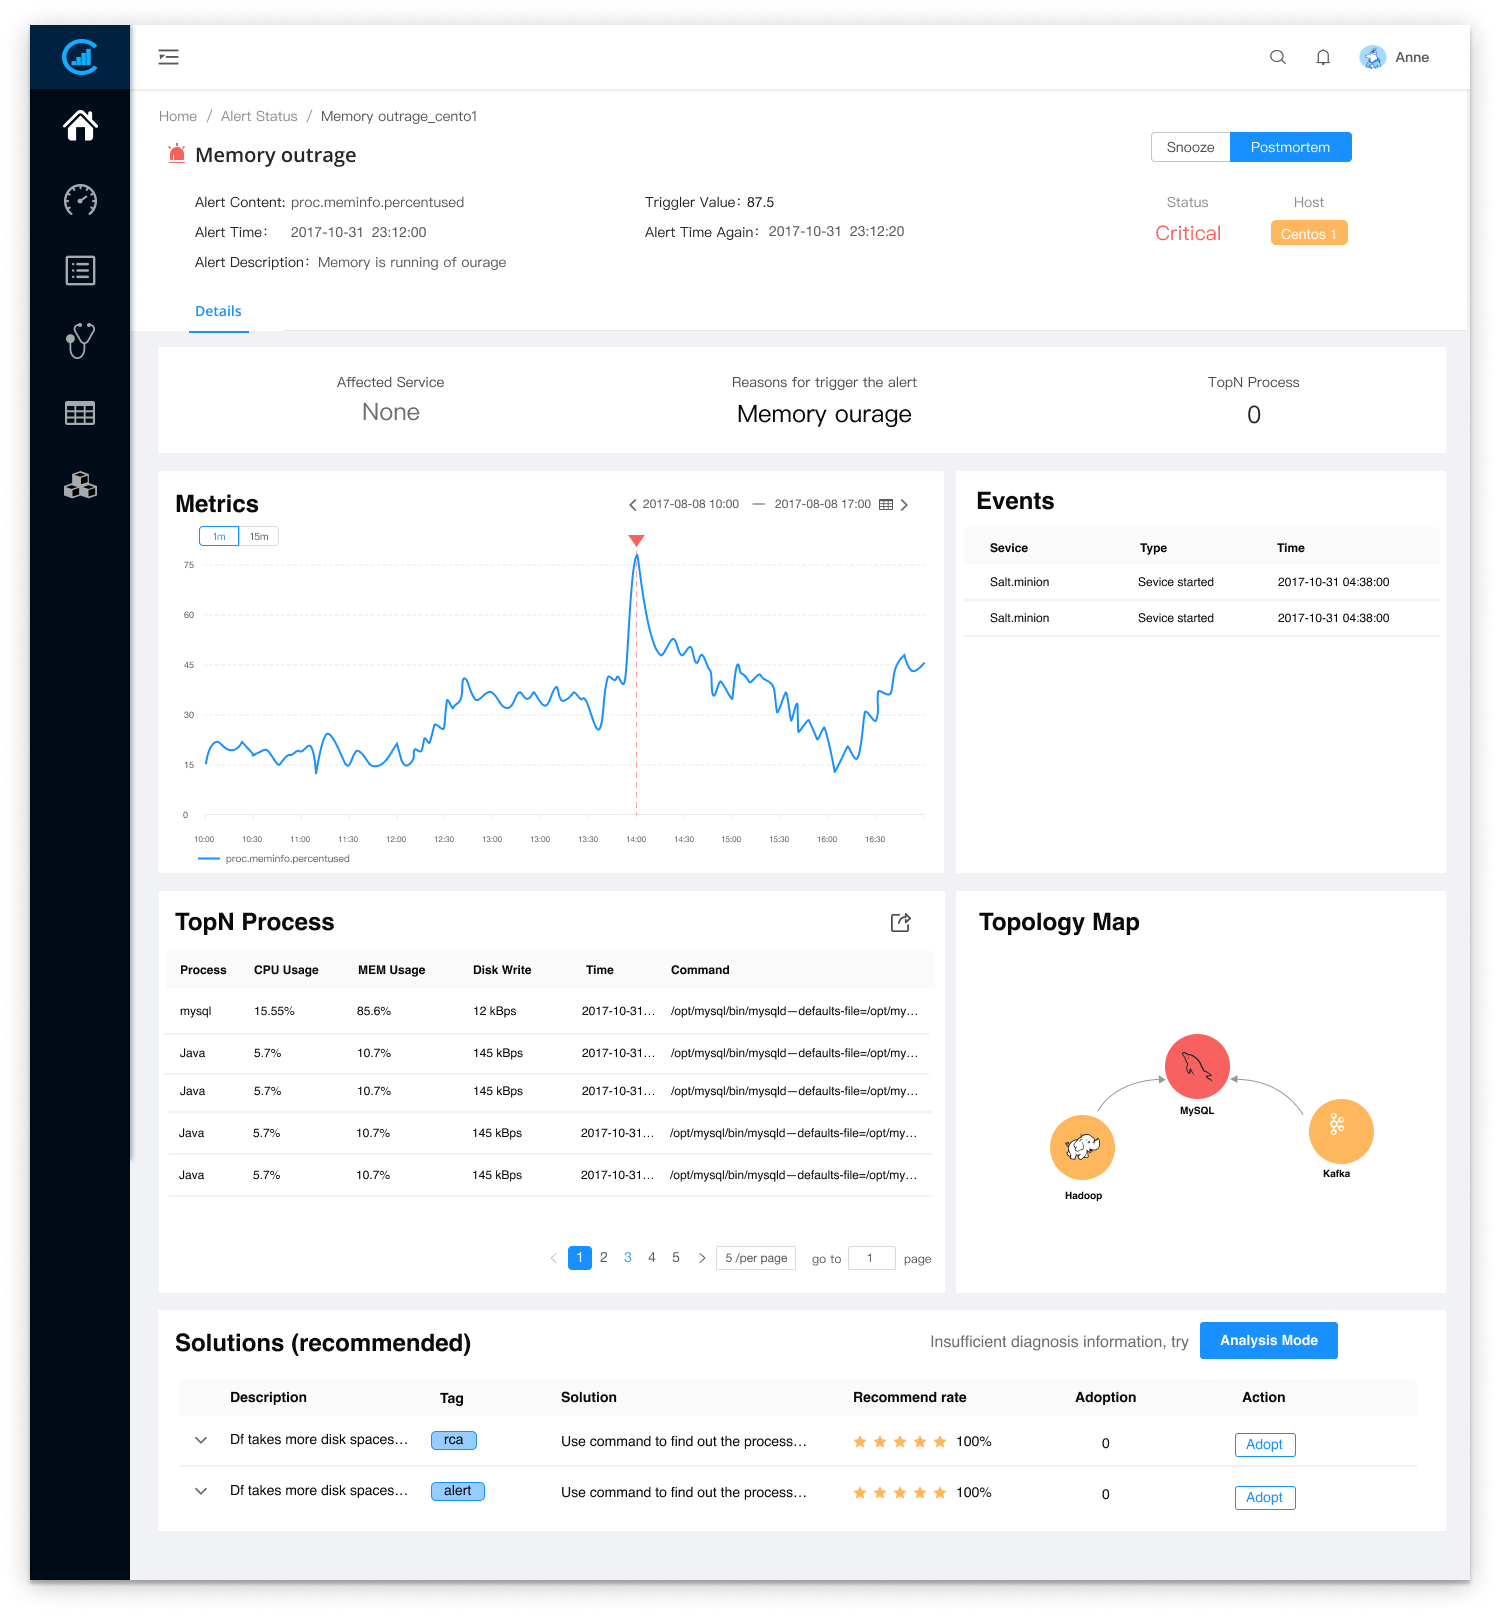 Anne
Home / Alert Status / Memory outrage_cento1
Memory outrage
Snooze Postmortem
Alert Content: proc.meminfo.percentused Triggler Value: 87.5 Status Host
Alert Time: 2017-10-31 23:12:00 Alert Time Again: 2017-10-31 23:12:20 Critical Centos 1
Alert Description: Memory is running of ourage
Details
Affected Service Reasons for trigger the alert TopN Process
None Memory ourage 0
Metrics
2017-08-08 10:00 — 2017-08-08 17:00
1m 15m
75
60
45
30
15
0
10:00 10:30 11:00 11:30 12:00 12:30 13:00 13:00 13:30 14:00 14:30 15:00 15:30 16:00 16:30
proc.meminfo.percentused
Events
Sevice Type Time
Salt.minion Sevice started 2017-10-31 04:38:00
Salt.minion Sevice started 2017-10-31 04:38:00
TopN Process
Process CPU Usage MEM Usage Disk Write Time Command
mysql 15.55% 85.6% 12 kBps 2017-10-31... /opt/mysql/bin/mysqld—defaults-file=/opt/my...
Java 5.7% 10.7% 145 kBps 2017-10-31... /opt/mysql/bin/mysqld—defaults-file=/opt/my...
Java 5.7% 10.7% 145 kBps 2017-10-31... /opt/mysql/bin/mysqld—defaults-file=/opt/my...
Java 5.7% 10.7% 145 kBps 2017-10-31... /opt/mysql/bin/mysqld—defaults-file=/opt/my...
Java 5.7% 10.7% 145 kBps 2017-10-31... /opt/mysql/bin/mysqld—defaults-file=/opt/my...
1 2 3 4 5 5 /per page go to 1 page
Topology Map
MySQL
Hadoop
Kafka
Solutions (recommended)
Insufficient diagnosis information, try Analysis Mode
Description Tag Solution Recommend rate Adoption Action
Df takes more disk spaces... rca Use command to find out the process... 100% 0 Adopt
Df takes more disk spaces... alert Use command to find out the process... 100% 0 Adopt